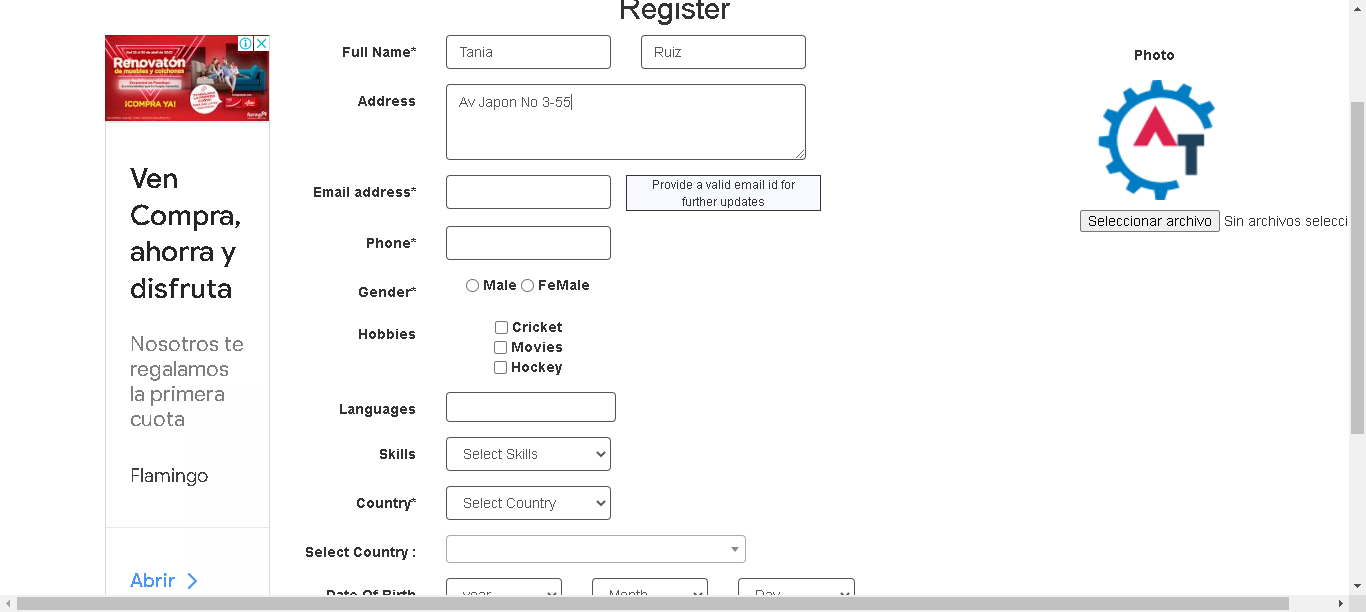 Register
Full Name*
Tania
Ruiz
Photo
Address
Av Japon No 3-55
Email address*
Provide a valid email id for
further updates
Seleccionar archivo Sin archivos selecci
Phone*
Gender*
Male
FeMale
Hobbies
Cricket
Movies
Hockey
Languages
Skills
Select Skills
Country*
Select Country
Select Country :
Date Of Birth
year
Month
Day
Renovatón
de muebles y colchones
¡COMPRA YA!
Ven
Compra,
ahorra y
disfruta
Nosotros te
regalamos
la primera
cuota
Flamingo
Abrir
AT